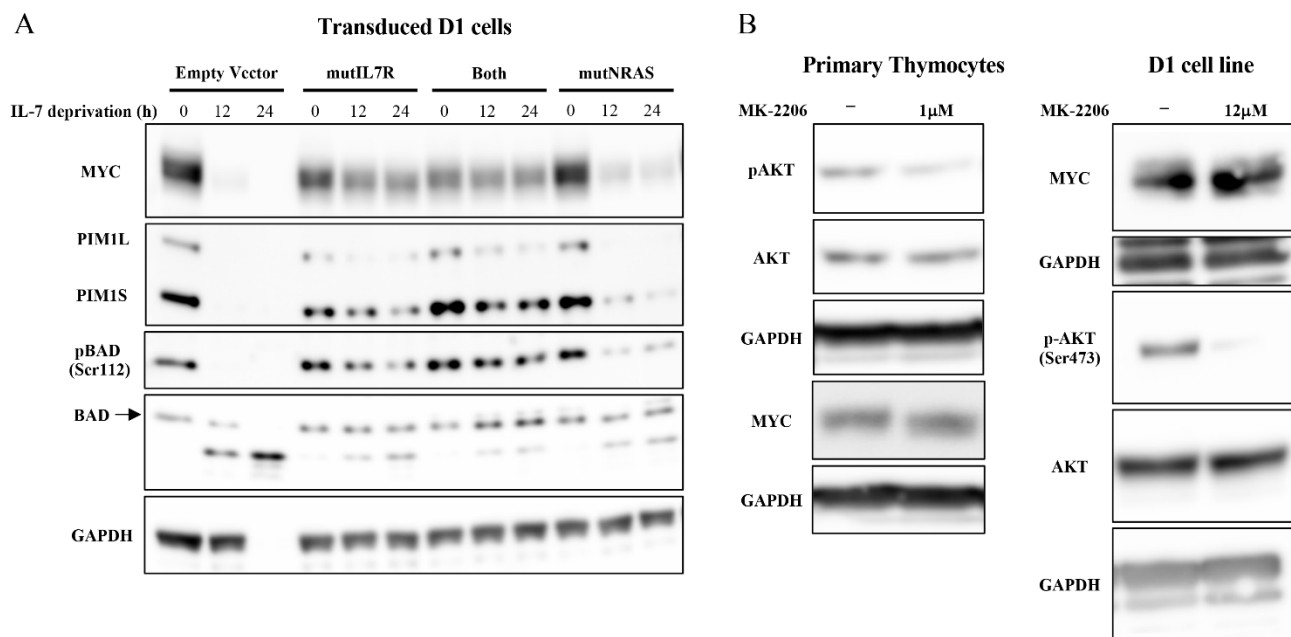 A
Transduced D1 cells
Empty Vector mutIL7R Both mutNRAS
IL-7 deprivation (h) 0 12 24 0 12 24 0 12 24 0 12 24
MYC
PIM1L
PIM1S
pBAD
(Ser112)
BAD
GAPDH
B
Primary Thymocytes
MK-2206 – 1μM
pAKT
AKT
GAPDH
MYC
GAPDH
D1 cell line
MK-2206 – 12μM
MYC
GAPDH
p-AKT
(Ser473)
AKT
GAPDH